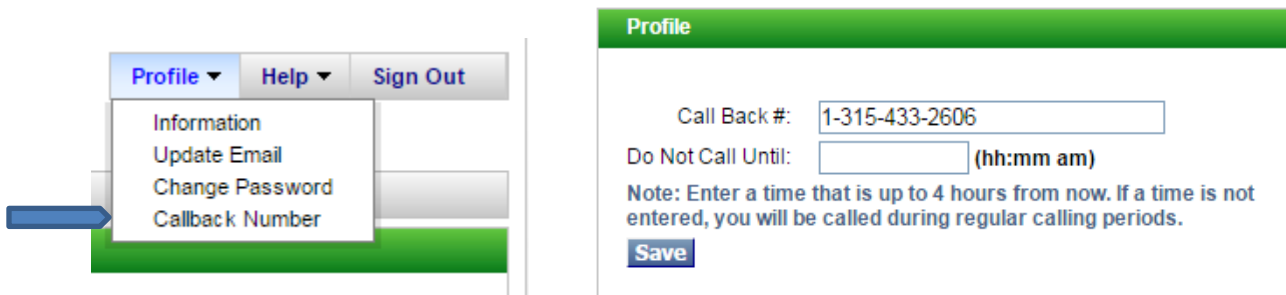 Profile Help Sign Out
Information
Update Email
Change Password
Callback Number
Profile
Call Back #: 1-315-433-2606
Do Not Call Until: (hh:mm am)
Note: Enter a time that is up to 4 hours from now. If a time is not
entered, you will be called during regular calling periods.
Save